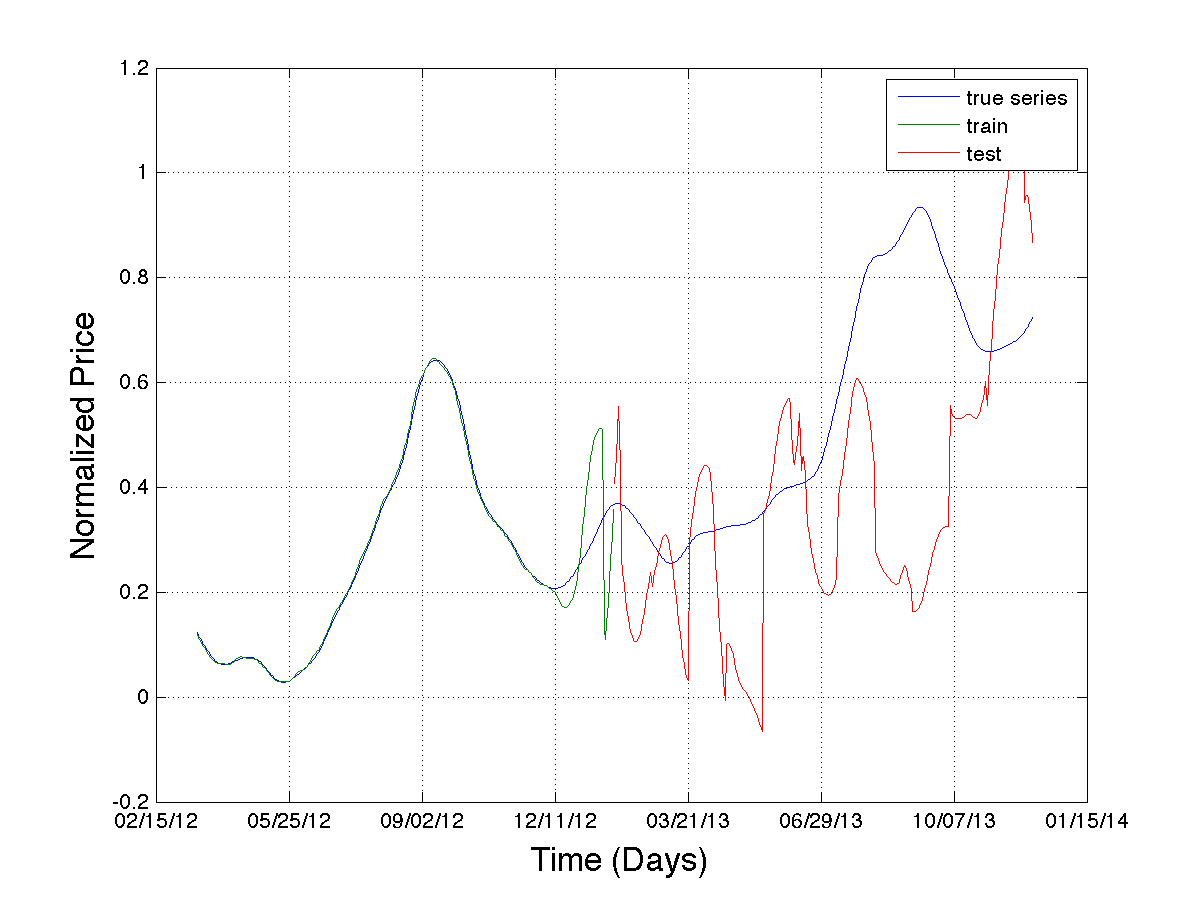 1.2
1
0.8
0.6
0.4
0.2
0
-0.2
Normalized Price
true series
train
test
02/15/12 05/25/12 09/02/12 12/11/12 03/21/13 06/29/13 10/07/13 01/15/14
Time (Days)